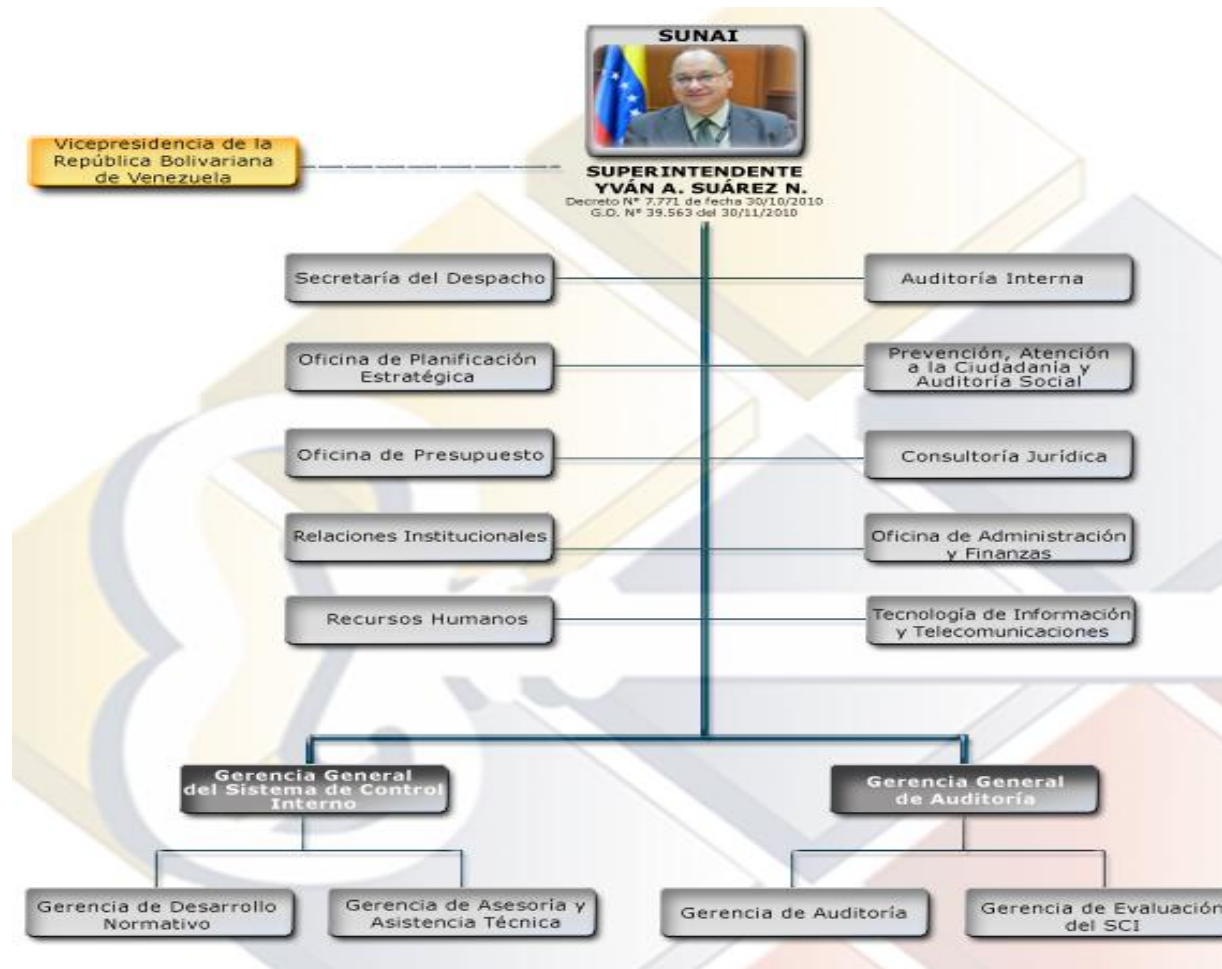 SUNAI
Vicepresidencia de la
República Bolivariana
de Venezuela
SUPERINTENDENTE
YVÁN A. SUÁREZ N.
Decreto N° 7.771 de fecha 30/10/2010
G.O. N° 39.563 del 30/11/2010
Secretaría del Despacho
Auditoría Interna
Oficina de Planificación
Estratégica
Prevención, Atención
a la Ciudadanía y
Auditoría Social
Oficina de Presupuesto
Consultoría Jurídica
Relaciones Institucionales
Oficina de Administración
y Finanzas
Recursos Humanos
Tecnología de Información
y Telecomunicaciones
Gerencia General
del Sistema de Control
Interno
Gerencia General
de Auditoría
Gerencia de Desarrollo
Normativo
Gerencia de Asesoría y
Asistencia Técnica
Gerencia de Auditoría
Gerencia de Evaluación
del SCI